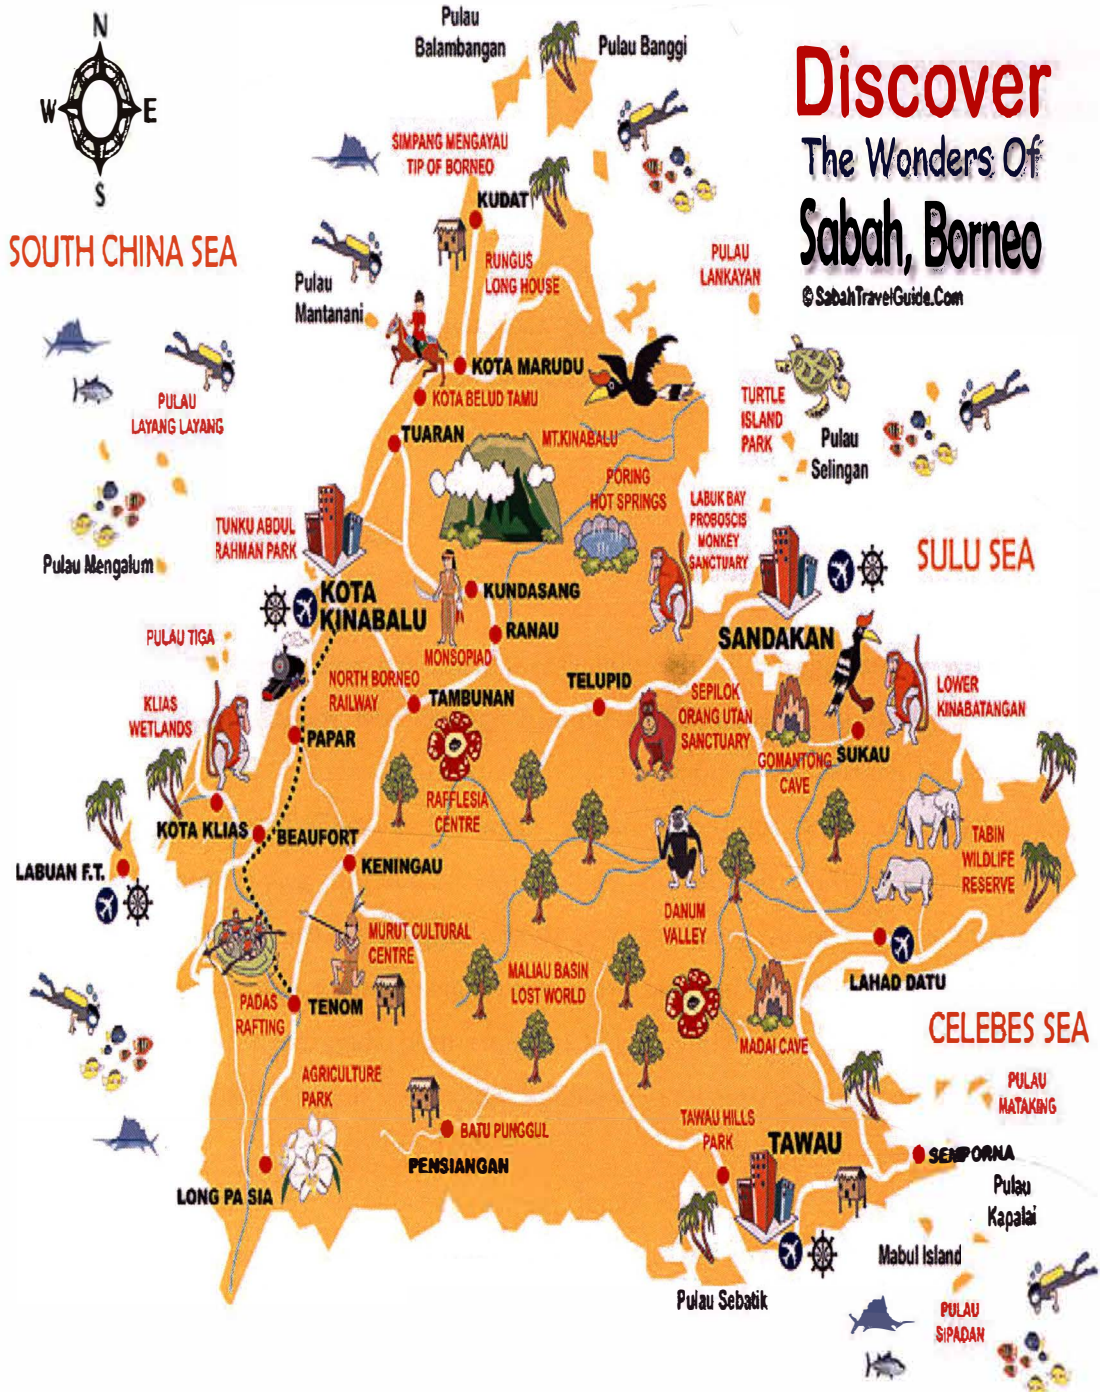 Pulau
Balambangan
Pulau Banggi
N
W
E
S
Discover
The Wonders Of
Sabah, Borneo
© SabahTravelGuide.Com
SIMPANG MENGAYAU
TIP OF BORNEO
KUDAT
SOUTH CHINA SEA
RUNGUS
LONG HOUSE
PULAU
LANKAYAN
Pulau
Mantanani
KOTA MARUDU
KOTA BELUD TAMU
PULAU
LAYANG LAYANG
TURTLE
ISLAND
PARK
Pulau
Selingan
TUARAN
MT.KINABALU
PORING
HOT SPRINGS
LABUK BAY
PROBOSCIS
MONKEY
SANCTUARY
TUNKU ABDUL
RAHMAN PARK
SULU SEA
Pulau Mengalum
KOTA
KINABALU
KUNDASANG
RANAU
SANDAKAN
PULAU TIGA
MONSOPIAD
NORTH BORNEO
RAILWAY
TAMBUNAN
TELUPID
SEPILOK
ORANG UTAN
SANCTUARY
LOWER
KINABATANGAN
KLIAS
WETLANDS
PAPAR
GOMANTONG
CAVE
SUKAU
RAFFLESIA
CENTRE
KOTA KLIAS
BEAUFORT
KENINGAU
TABIN
WILDLIFE
RESERVE
LABUAN F.T.
DANUM
VALLEY
MURUT CULTURAL
CENTRE
MALIAU BASIN
LOST WORLD
LAHAD DATU
PADAS
RAFTING
TENOM
MADAI CAVE
CELEBES SEA
AGRICULTURE
PARK
PULAU
MATAKING
BATU PUNGGUL
PENSIANGAN
TAWAU HILLS
PARK
TAWAU
SEMPORNA
LONG PA SIA
Pulau
Kapalai
Mabul Island
Pulau Sebatik
PULAU
SIPADAN